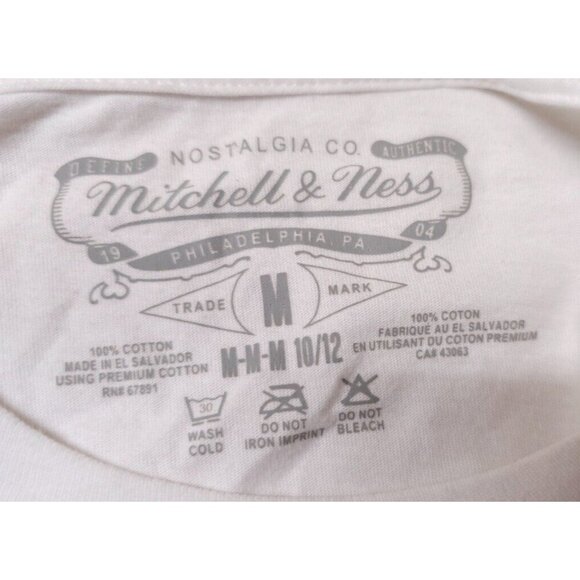 NOSTALGIA CO.
DEFINE AUTHENTIC
Mitchell & Ness
19 PHILADELPHIA, PA 04
TRADE M MARK
M-M-M 10/12
100% COTTON
MADE IN EL SALVADOR
USING PREMIUM COTTON
RN# 67891
100% COTON
FABRIQUE AU EL SALVADOR
EN UTILISANT DU COTON PREMIUM
CA# 43063
30
WASH
COLD
DO NOT
IRON IMPRINT
DO NOT
BLEACH